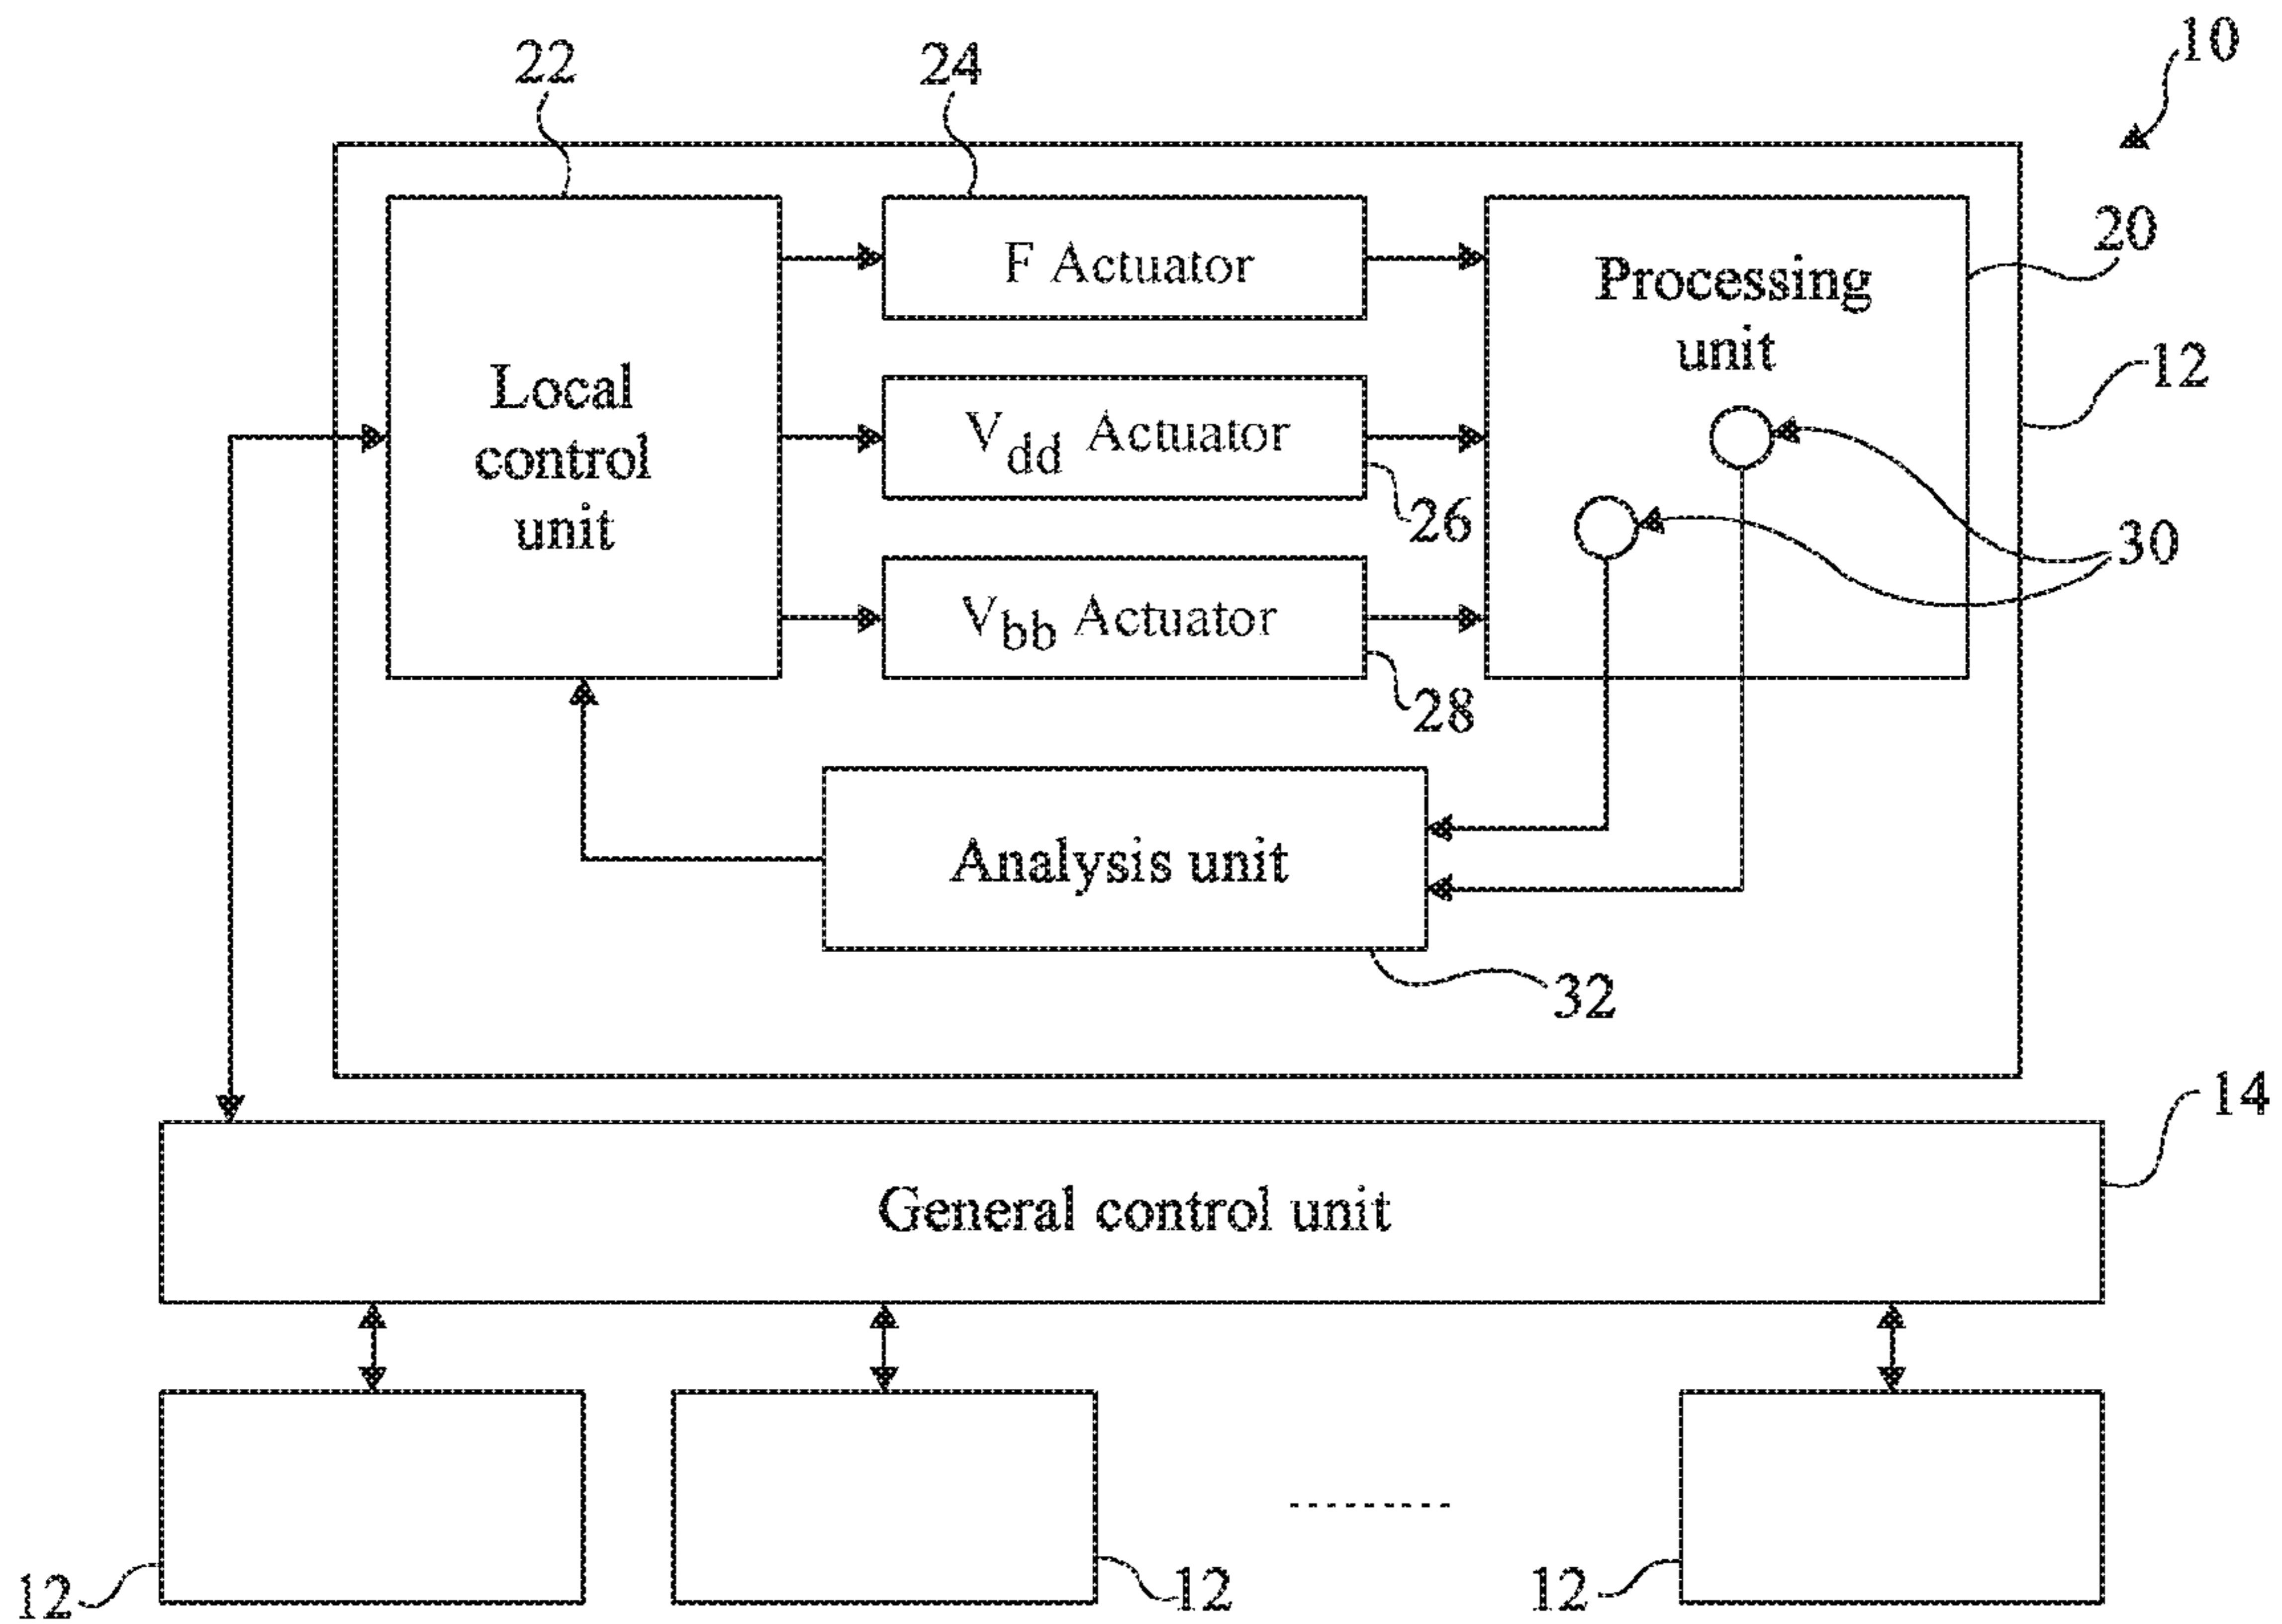 22
24
10
F Actuator
Processing
unit
20
Local
control
unit
Vdd Actuator
12
26
30
Vbb Actuator
28
Analysis unit
32
14
General control unit
.........
12
12
12